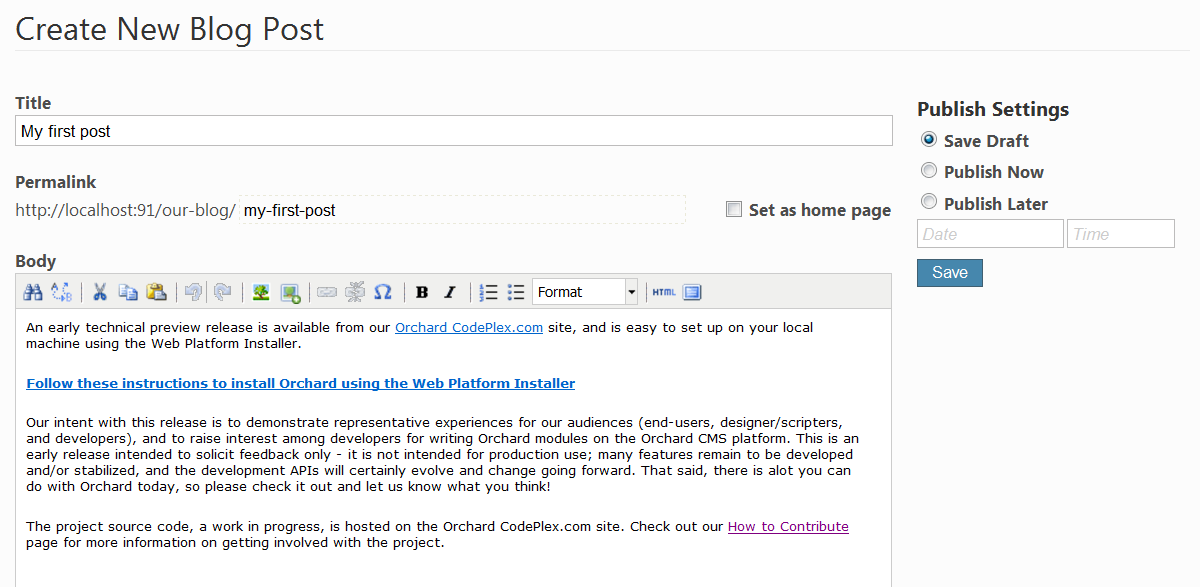 Create New Blog Post
Title
My first post
Permalink
http://localhost:91/our-blog/ my-first-post
Set as home page
Body
Format
HTML
An early technical preview release is available from our Orchard CodePlex.com site, and is easy to set up on your local
machine using the Web Platform Installer.
Follow these instructions to install Orchard using the Web Platform Installer
Our intent with this release is to demonstrate representative experiences for our audiences (end-users, designer/scripters,
and developers), and to raise interest among developers for writing Orchard modules on the Orchard CMS platform. This is an
early release intended to solicit feedback only - it is not intended for production use; many features remain to be developed
and/or stabilized, and the development APIs will certainly evolve and change going forward. That said, there is alot you can
do with Orchard today, so please check it out and let us know what you think!
The project source code, a work in progress, is hosted on the Orchard CodePlex.com site. Check out our How to Contribute
page for more information on getting involved with the project.
Publish Settings
Save Draft
Publish Now
Publish Later
Date Time
Save